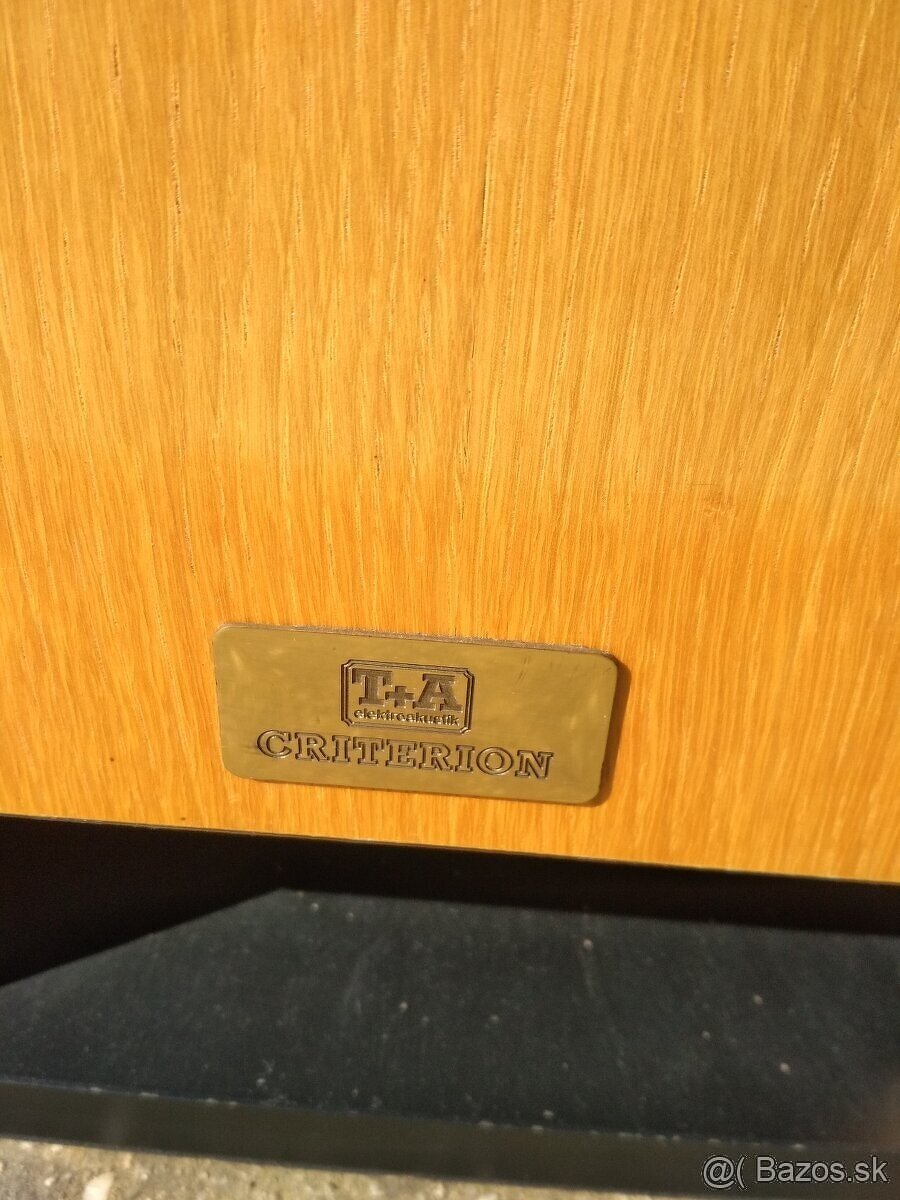 T+A
elektroakustik
CRITERION
@( Bazos.sk )